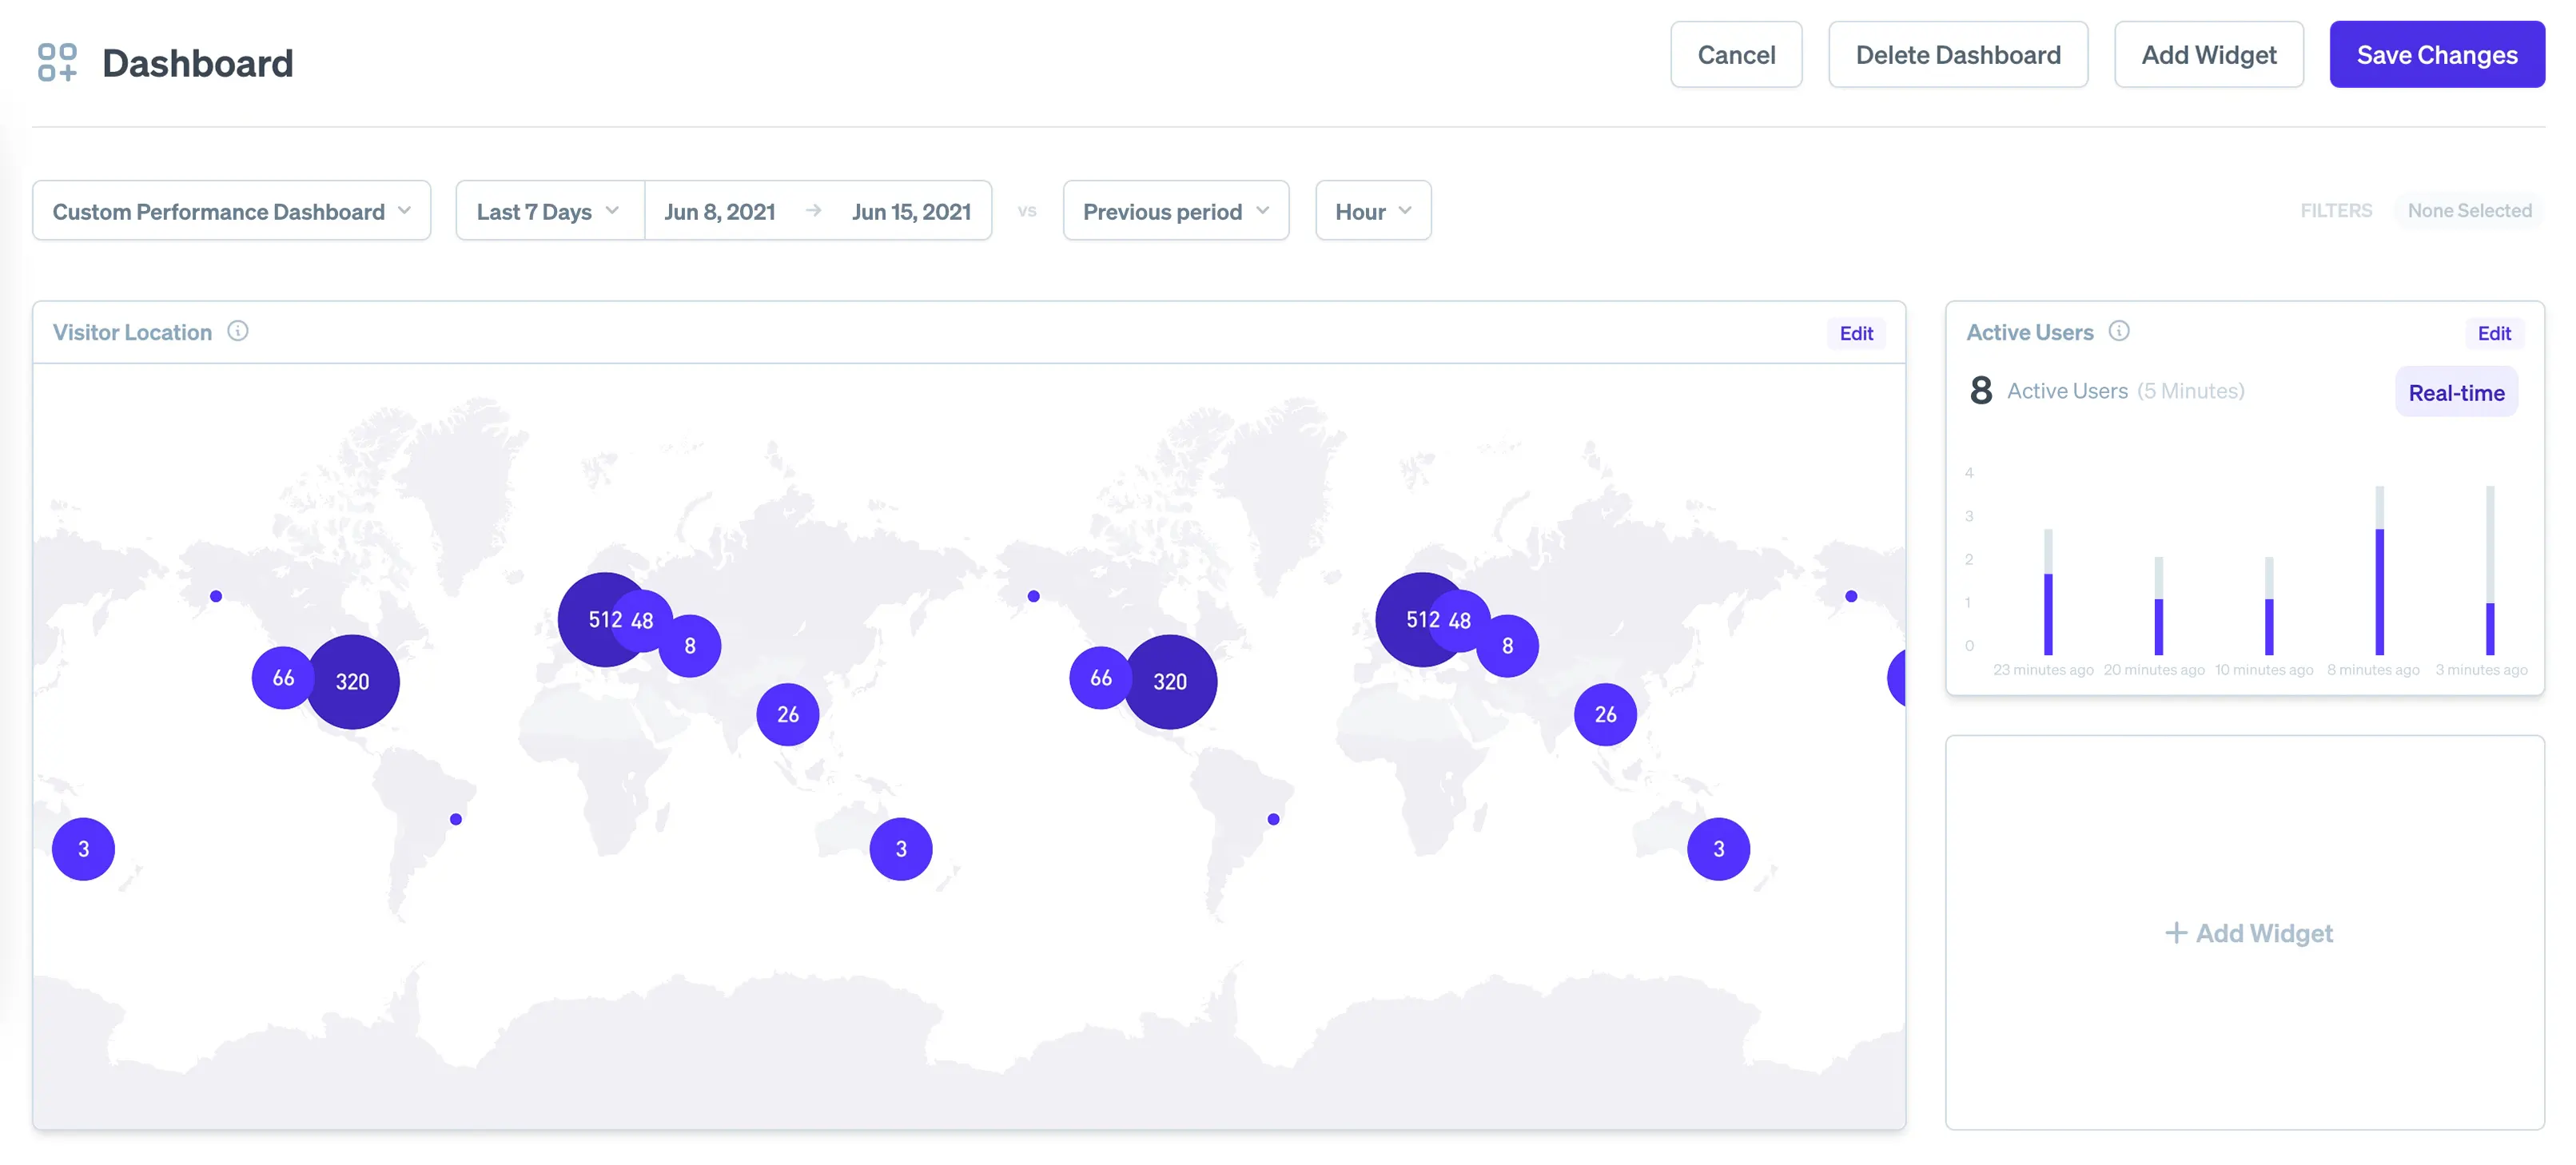 Dashboard
Cancel
Delete Dashboard
Add Widget
Save Changes
Custom Performance Dashboard
Last 7 Days
Jun 8, 2021
Jun 15, 2021
vs
Previous period
Hour
FILTERS
None Selected
Visitor Location
Edit
512
48
8
66
320
26
3
3
512
48
8
66
320
26
3
Active Users
Edit
8 Active Users (5 Minutes)
Real-time
4
3
2
1
0
23 minutes ago
20 minutes ago
10 minutes ago
8 minutes ago
3 minutes ago
+ Add Widget